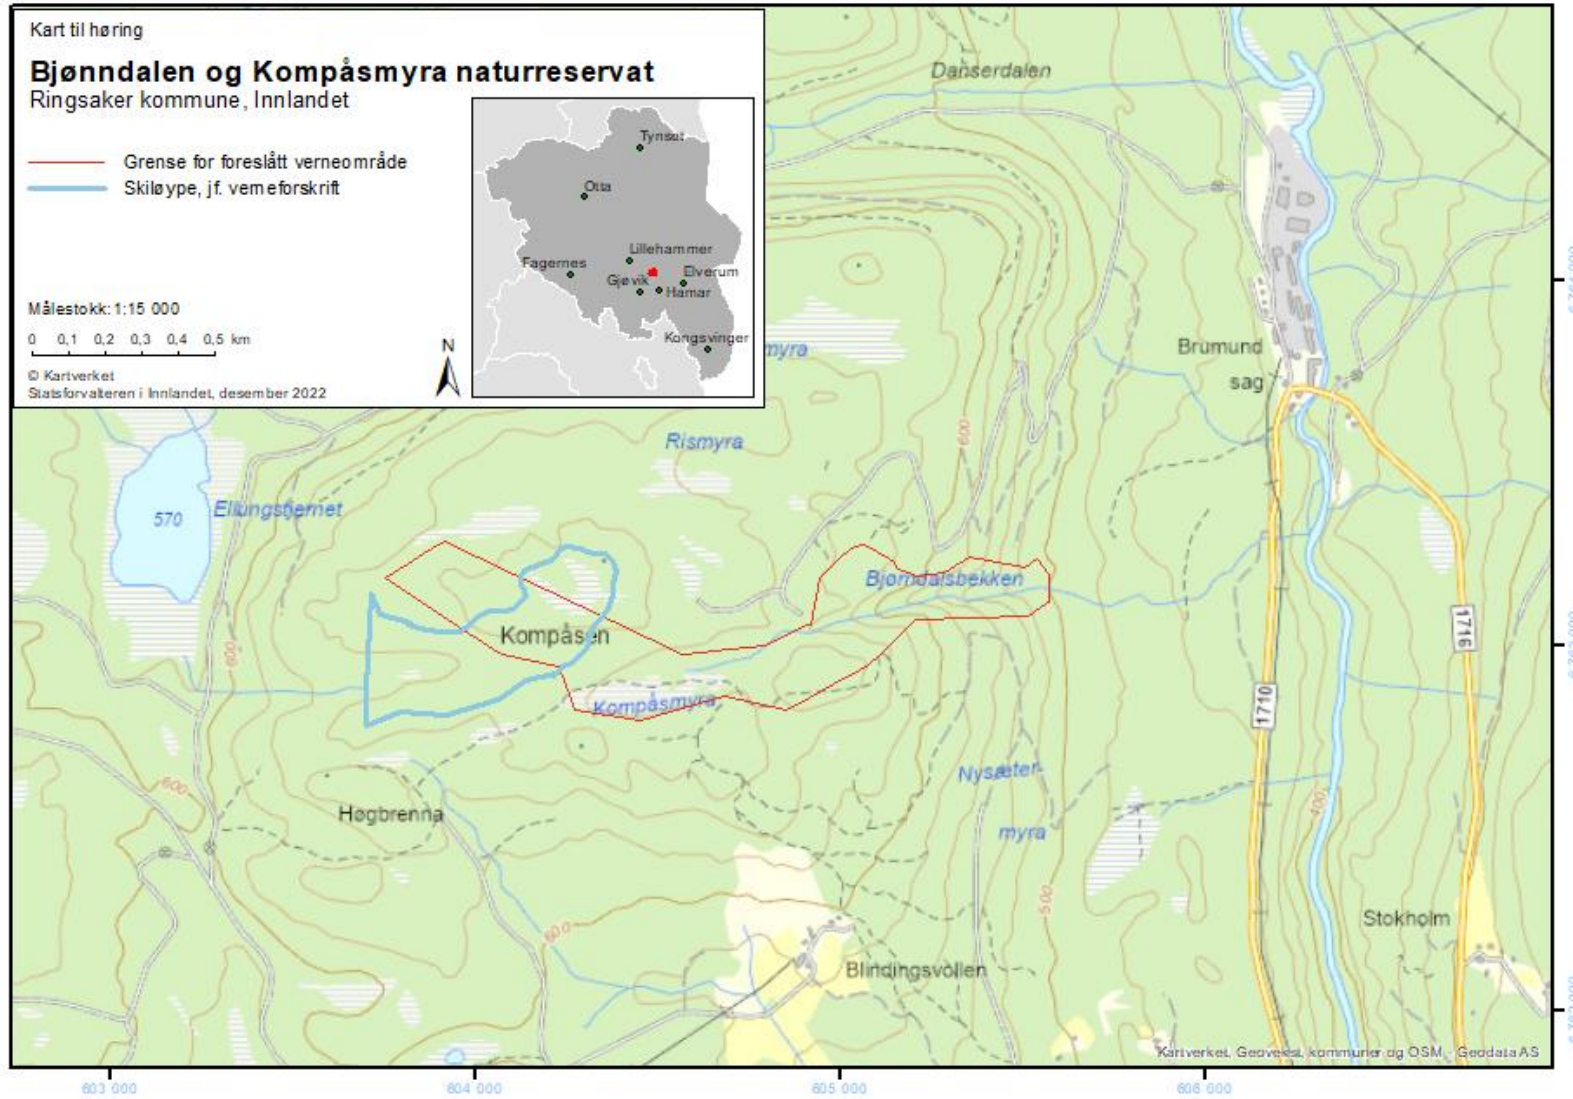 Kart til høring
Bjønndalen og Kompåsmyra naturreservat
Ringsaker kommune, Innlandet
Grense for foreslått verneområde
Skiløype, jf. verneforskrift
Målestokk: 1:15 000
0 0,1 0,2 0,3 0,4 0,5 km
© Kartverket
Statsforvalteren i Innlandet, desember 2022
N
Tynset
Otta
Lillehammer
Fagernes
Elverum
Gjøvik
Hamar
Kongsvinger
Danserdalen
myra
Brumund
sag
600
Rismyra
570
Ellungstjernet
Bjørndalsbekken
Kompåsen
600
1716
Kompåsmyra
1710
Nysæter-
myra
600
400
Høgbrenna
500
600
Stokholm
Blindingsvollen
Kartverket, Geovekst, kommuner og OSM - Geodata AS
603 000
604 000
605 000
606 000